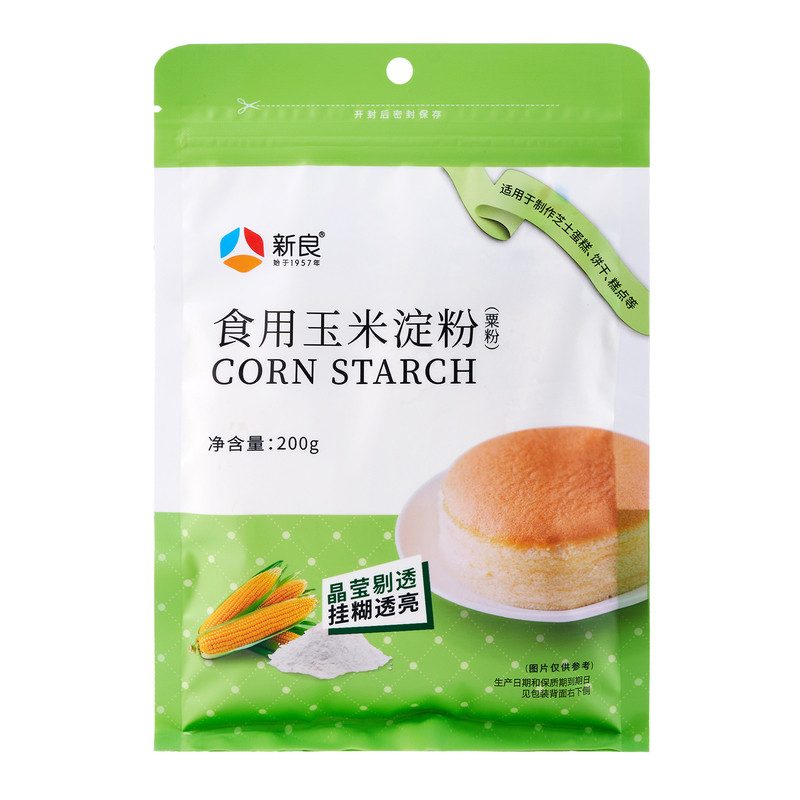 开封后密封保存
适用于制作芝士蛋糕、饼干、糕点等
新良®
始于1957年
食用玉米淀粉(粟粉)
CORN STARCH
净含量:200g
晶莹剔透
挂糊透亮
(图片仅供参考)
生产日期和保质期到期日
见包装背面右下侧